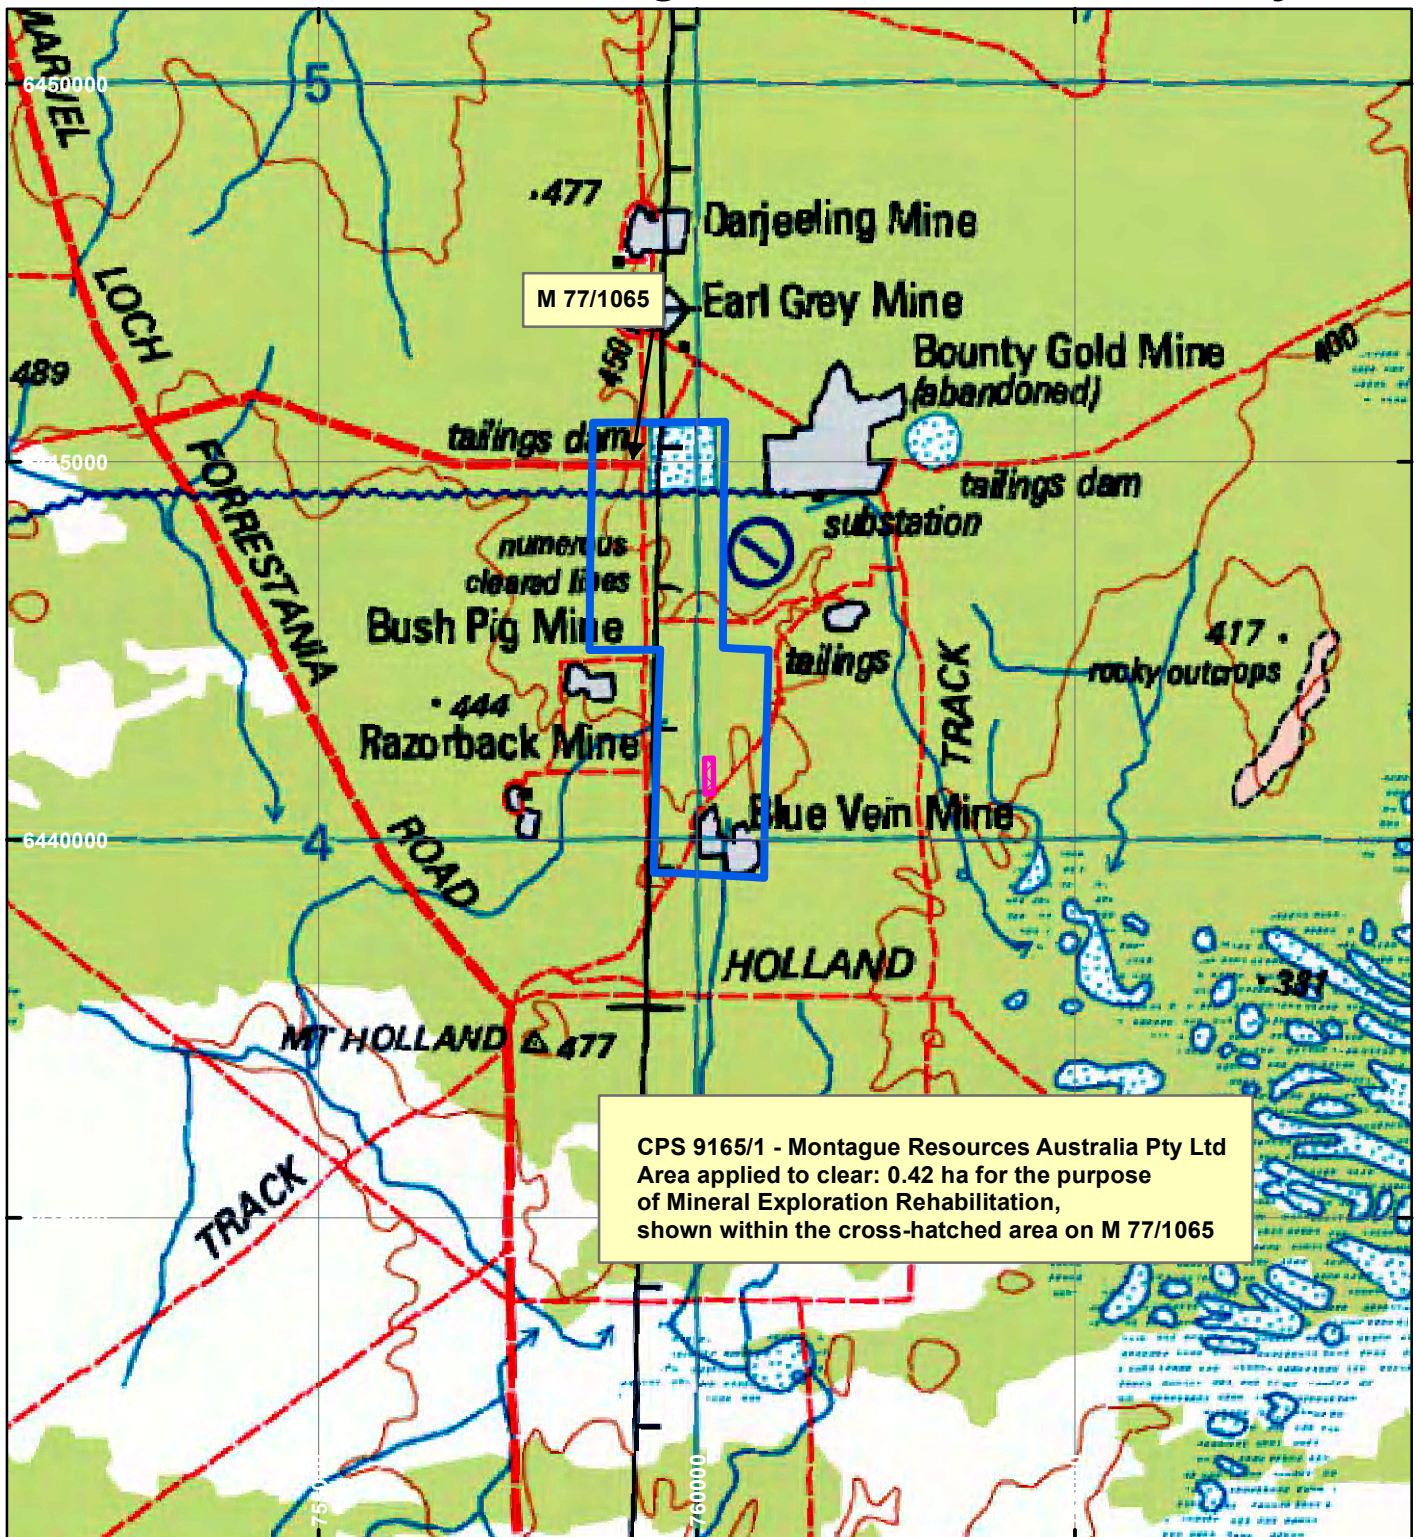 MARVEL
6450000
5
477
Darjeeling Mine
M 77/1065
Earl Grey Mine
LOCH
Bounty Gold Mine
(abandoned)
400
489
459
tailings dam
FORRESTANIA
tailings dam
substation
numerous
cleared lines
Bush Pig Mine
tailings
417
rocky outcrops
444
Razorback Mine
TRACK
Blue Vein Mine
6440000
4
ROAD
HOLLAND
381
MT HOLLAND 477
CPS 9165/1 - Montague Resources Australia Pty Ltd
Area applied to clear: 0.42 ha for the purpose
of Mineral Exploration Rehabilitation,
shown within the cross-hatched area on M 77/1065
TRACK
760000